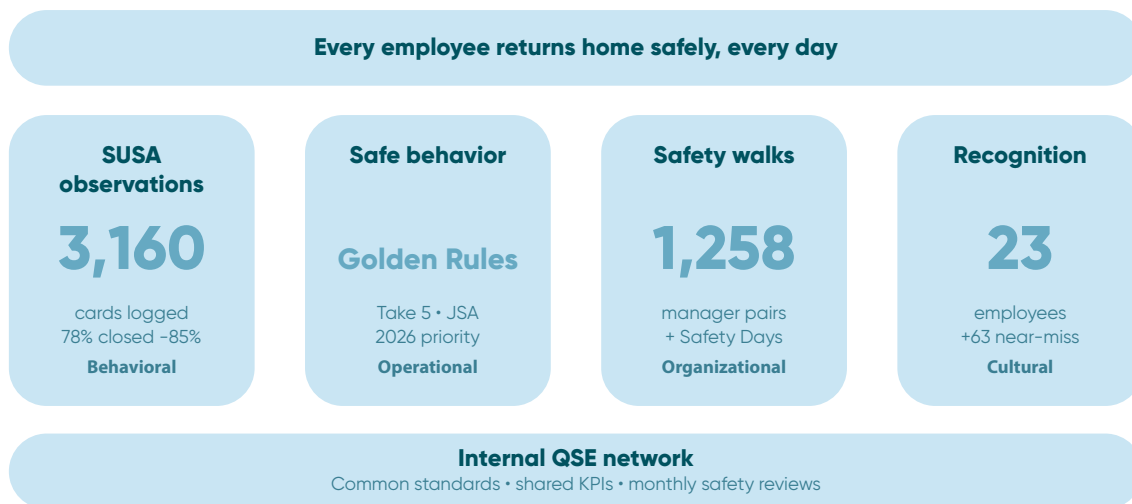 Every employee returns home safely, every day
SUSA
observations
3,160
cards logged
78% closed -85%
Behavioral
Safe behavior
Golden Rules
Take 5 • JSA
2026 priority
Operational
Safety walks
1,258
manager pairs
+ Safety Days
Organizational
Recognition
23
employees
+63 near-miss
Cultural
Internal QSE network
Common standards • shared KPIs • monthly safety reviews